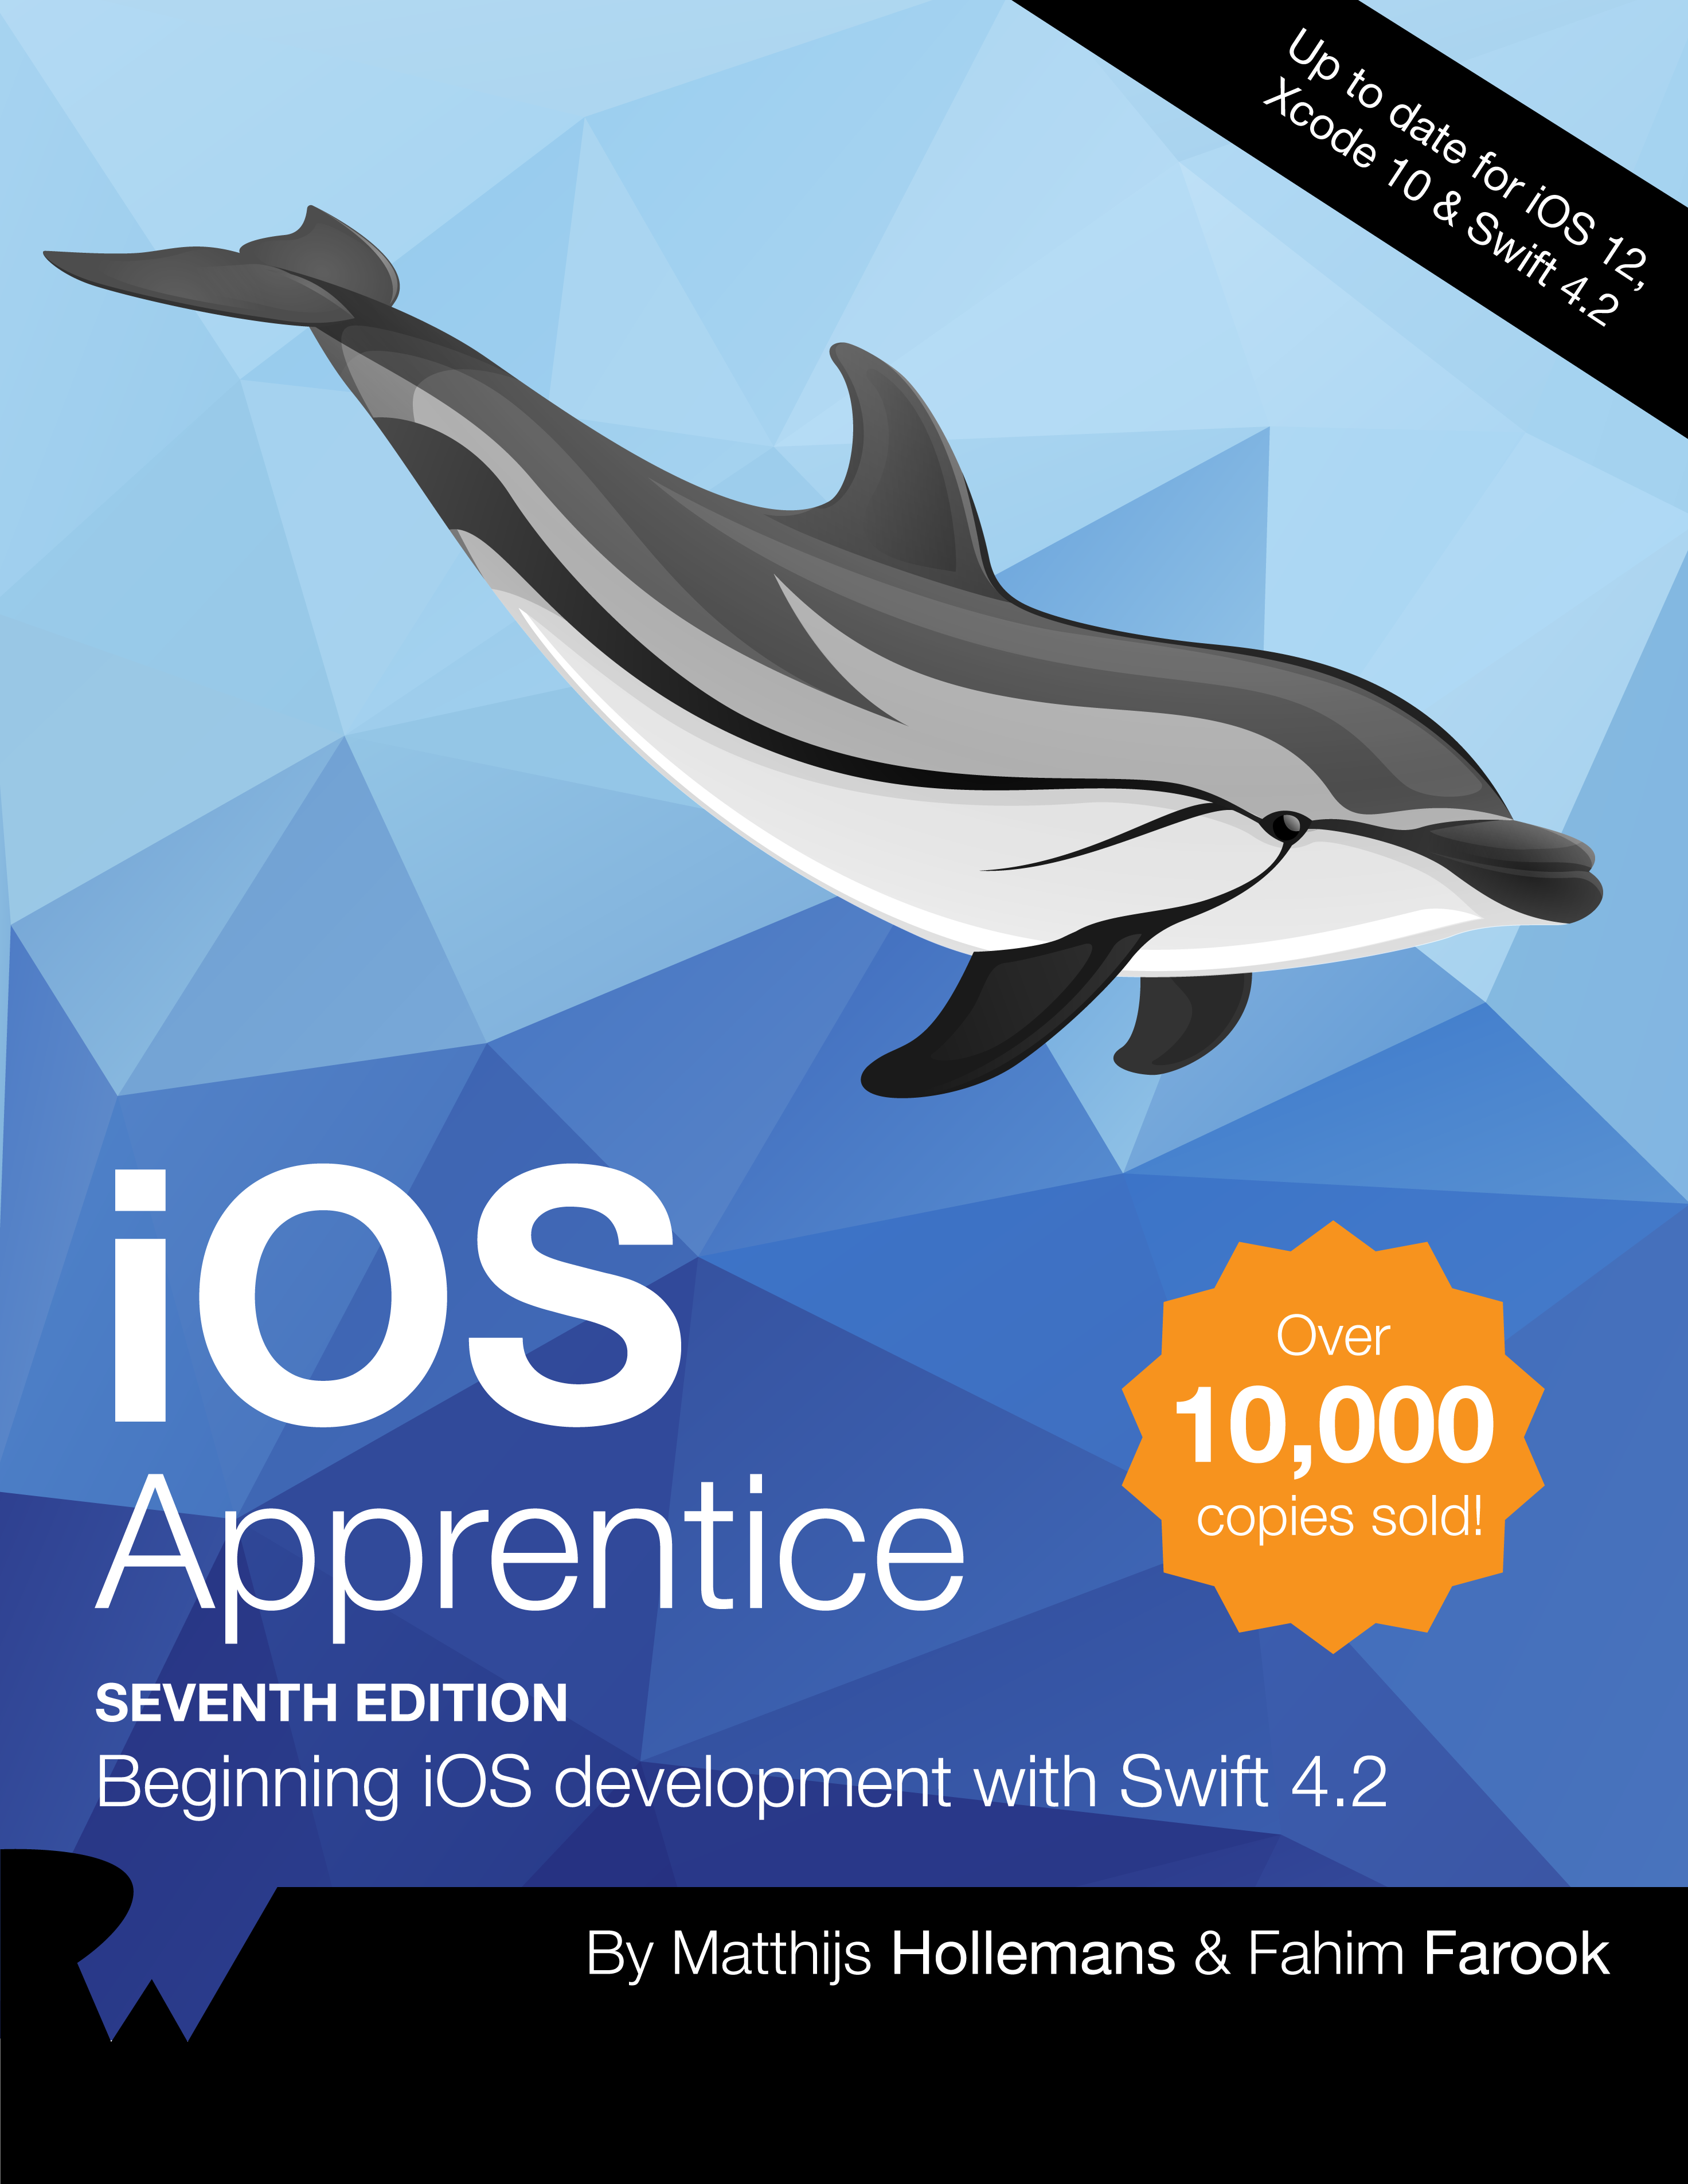 Up to date for iOS 12,
Xcode 10 & Swift 4.2
iOS
Apprentice
Over
10,000
copies sold!
SEVENTH EDITION
Beginning iOS development with Swift 4.2
By Matthijs Hollemans & Fahim Farook